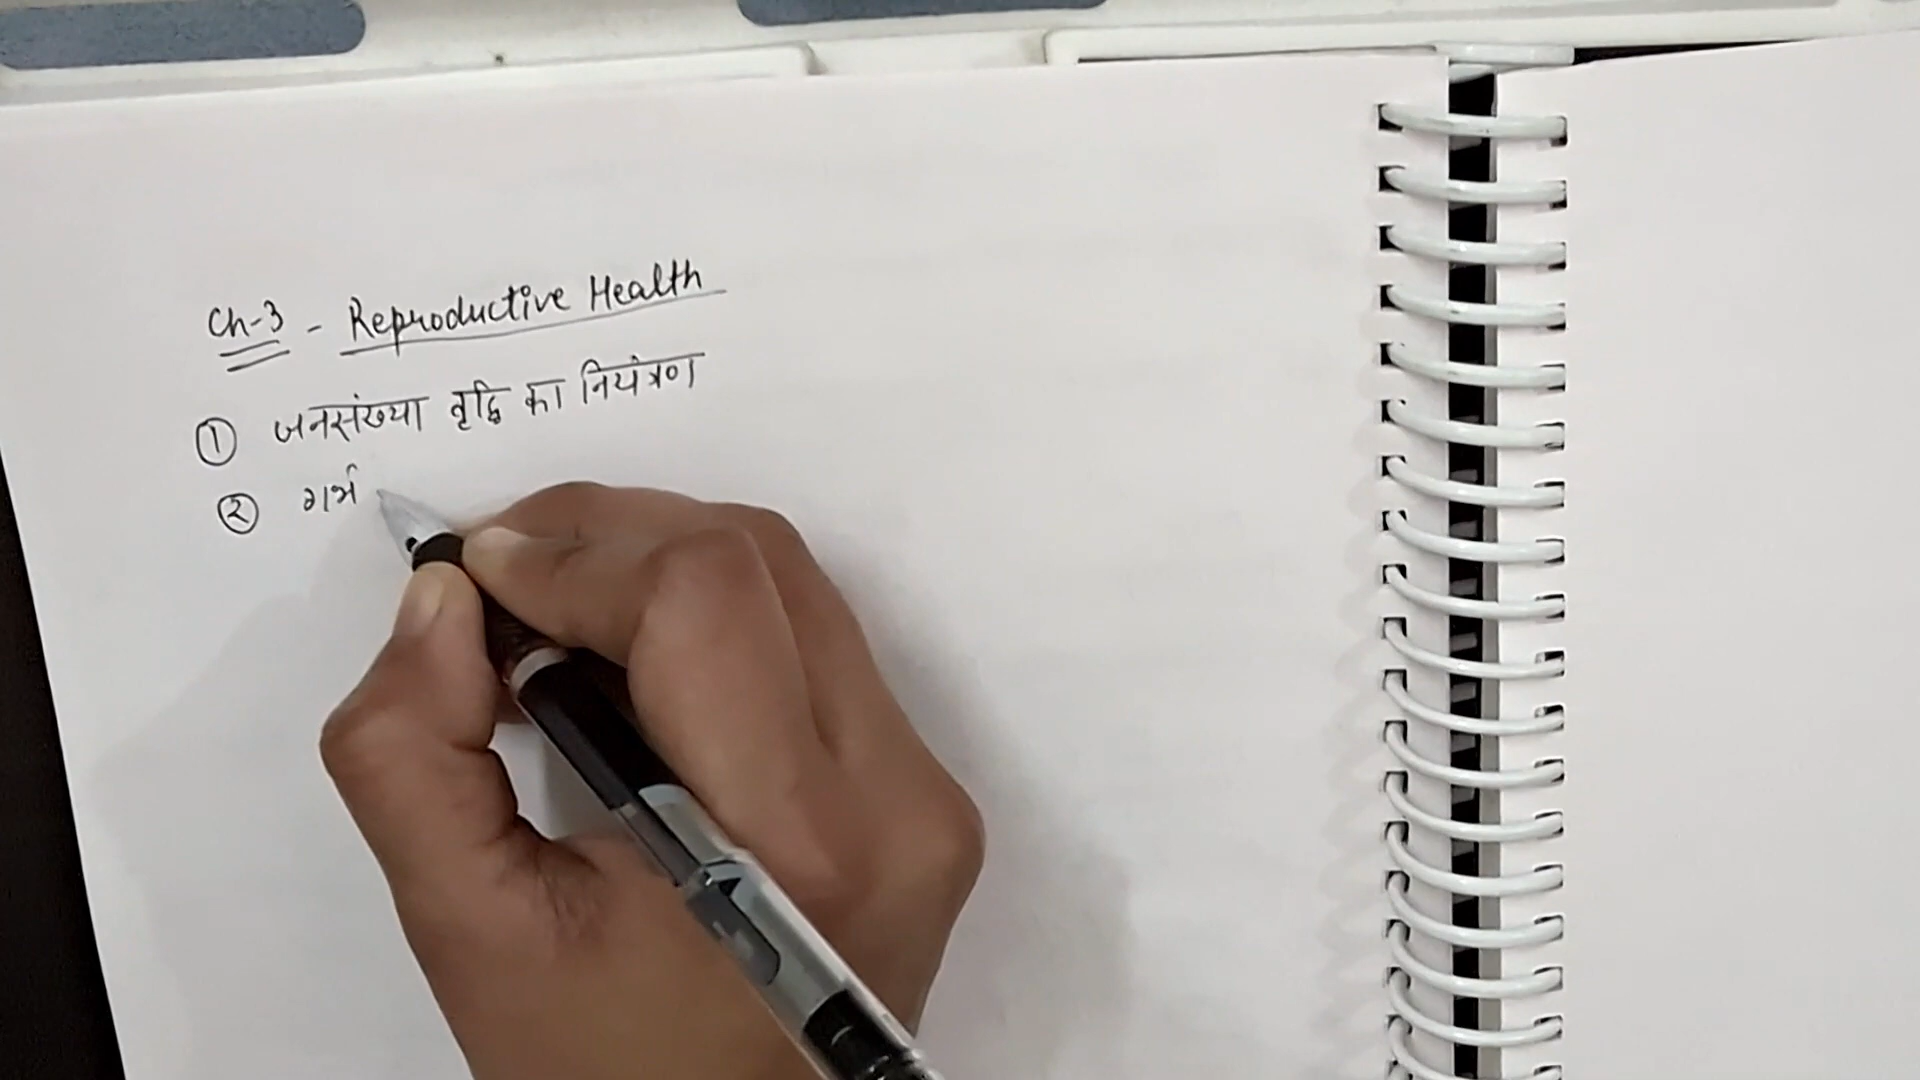 Ch-3 - Reproductive Health
① जनसंख्या वृद्धि का नियंत्रण
② गर्भ